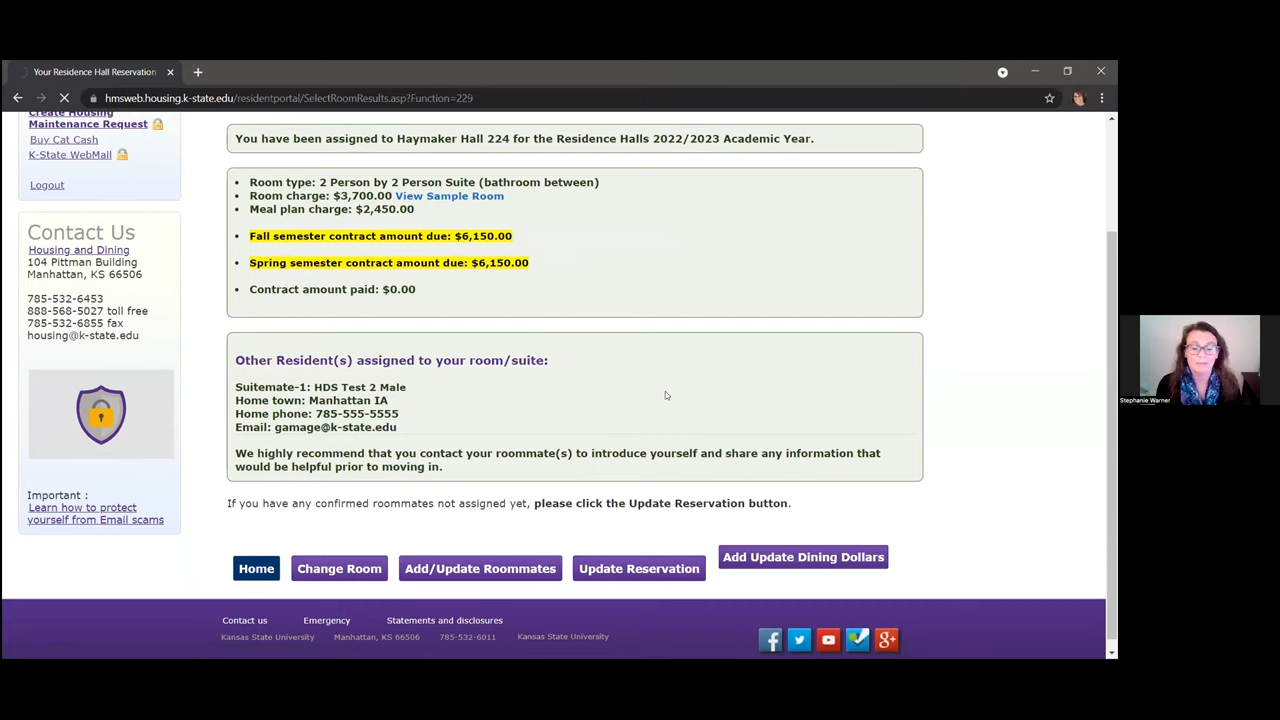 Your Residence Hall Reservation
hmsweb.housing.k-state.edu/residentportal/SelectRoomResults.asp?Function=229
Create Housing
Maintenance Request
Buy Cat Cash
K-State WebMail
Logout
Contact Us
Housing and Dining
104 Pittman Building
Manhattan, KS 66506
785-532-6453
888-568-5027 toll free
785-532-6855 fax
housing@k-state.edu
Important :
Learn how to protect
yourself from Email scams
You have been assigned to Haymaker Hall 224 for the Residence Halls 2022/2023 Academic Year.
• Room type: 2 Person by 2 Person Suite (bathroom between)
• Room charge: $3,700.00 View Sample Room
• Meal plan charge: $2,450.00
• Fall semester contract amount due: $6,150.00
• Spring semester contract amount due: $6,150.00
• Contract amount paid: $0.00
Other Resident(s) assigned to your room/suite:
Suitemate-1: HDS Test 2 Male
Home town: Manhattan IA
Home phone: 785-555-5555
Email: gamage@k-state.edu
We highly recommend that you contact your roommate(s) to introduce yourself and share any information that
would be helpful prior to moving in.
If you have any confirmed roommates not assigned yet, please click the Update Reservation button.
Home Change Room Add/Update Roommates Update Reservation Add Update Dining Dollars
Contact us Emergency Statements and disclosures
Kansas State University Manhattan, KS 66506 785-532-6011 Kansas State University
Stephanie Warner